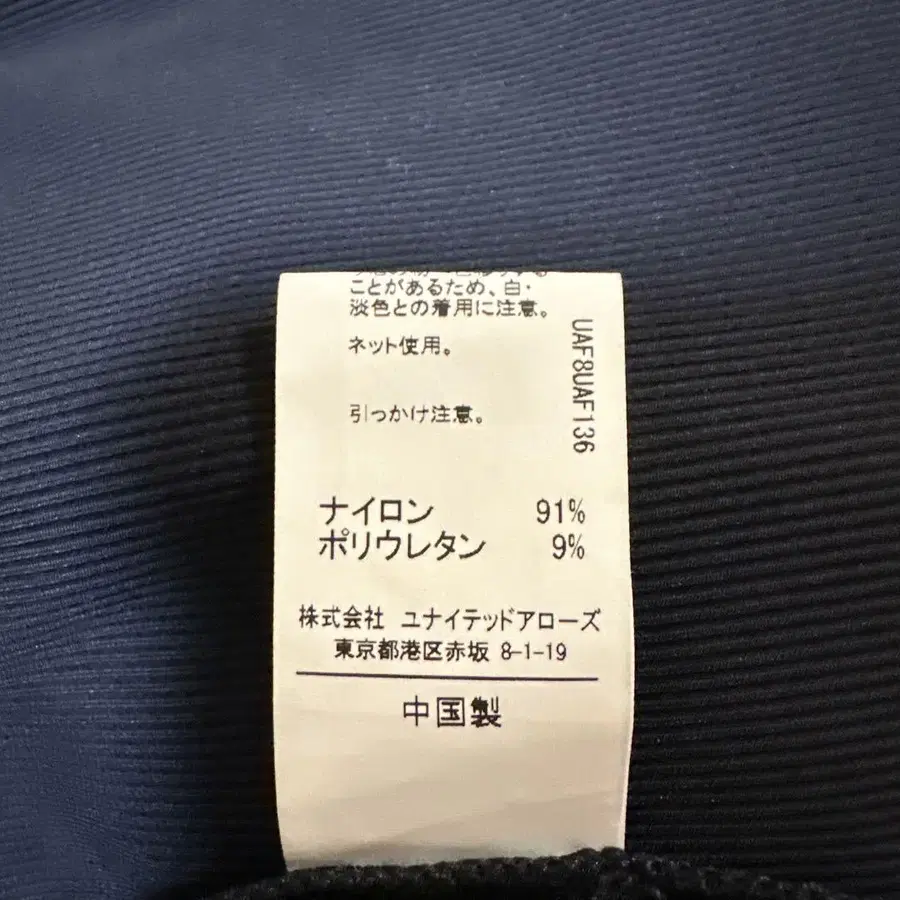 ことがあるため、白・
淡色との着用に注意。
ネット使用。
引っかけ注意。
UAF8UAF136
ナイロン 91%
ポリウレタン 9%
株式会社 ユナイテッドアローズ
東京都港区赤坂 8-1-19
中国製